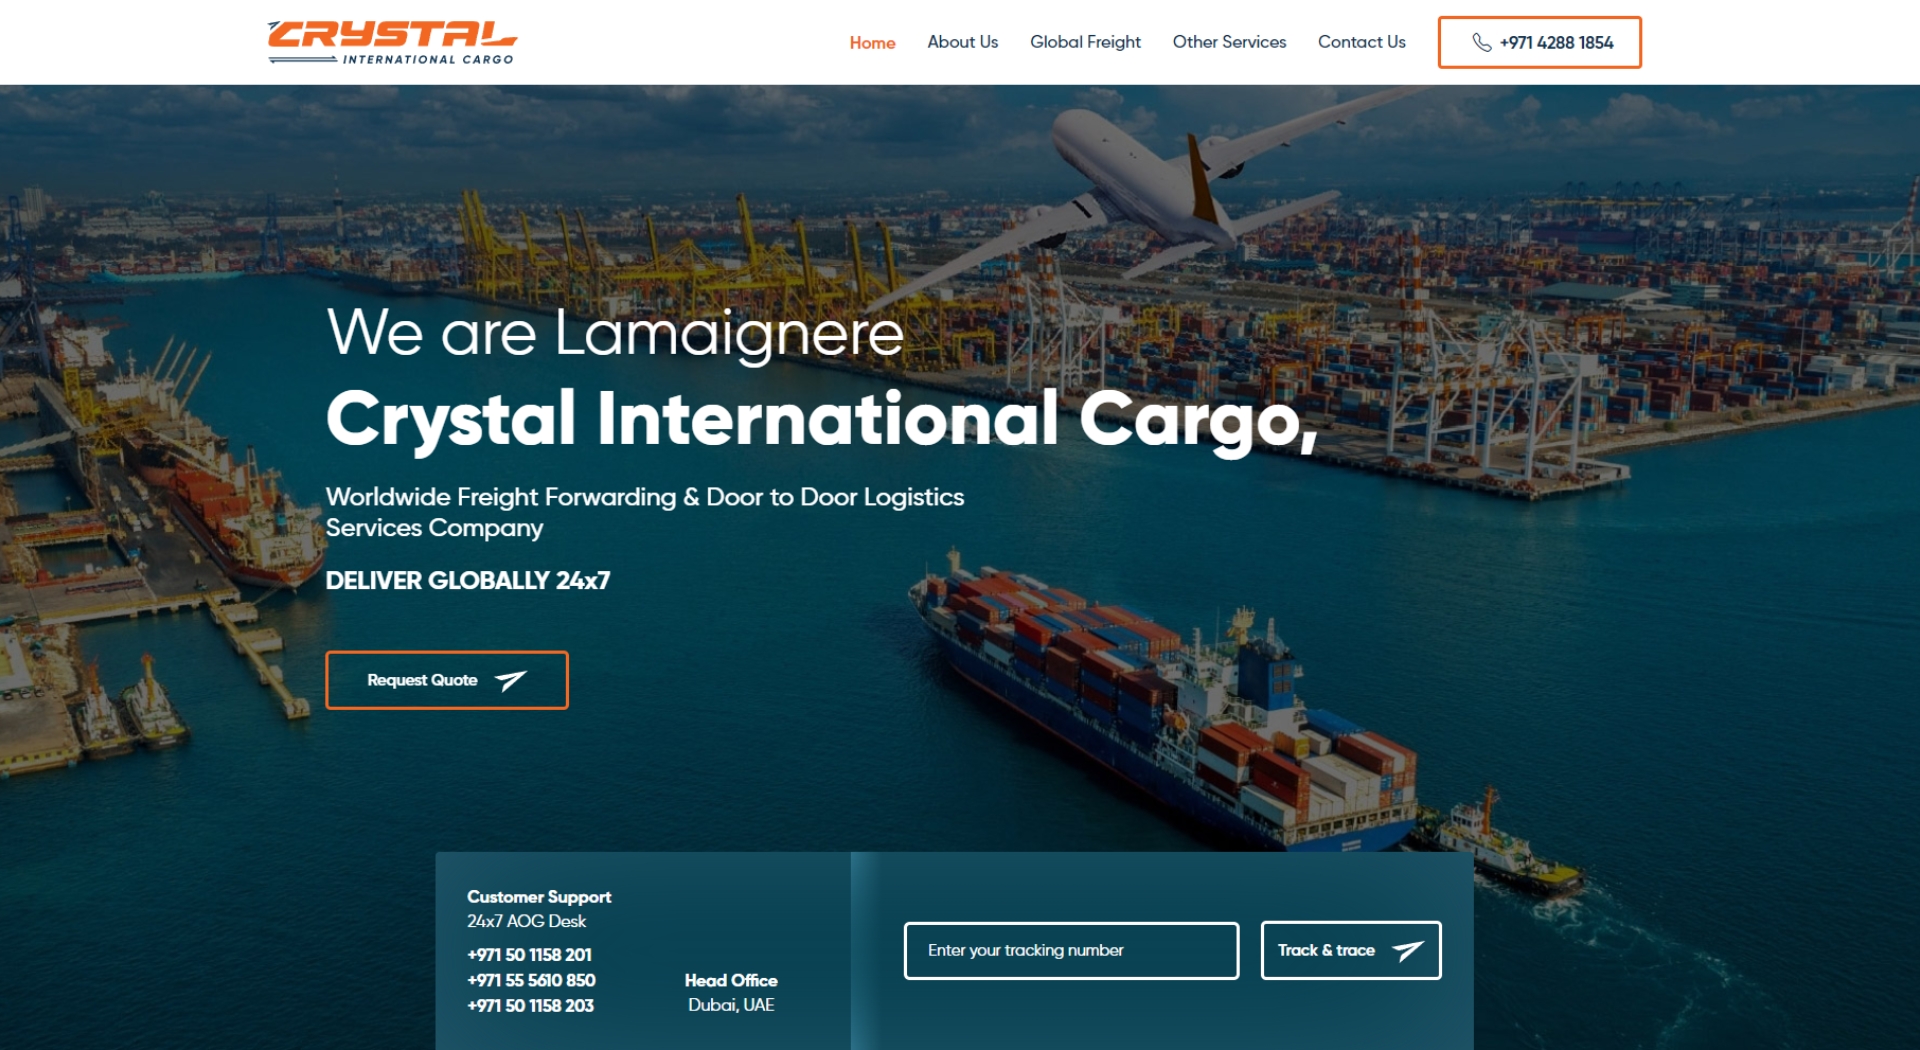 CRYSTAL
INTERNATIONAL CARGO
Home
About Us
Global Freight
Other Services
Contact Us
+971 4288 1854
We are Lamaignere
Crystal International Cargo,
Worldwide Freight Forwarding & Door to Door Logistics
Services Company
DELIVER GLOBALLY 24x7
Request Quote
Customer Support
24x7 AOG Desk
+971 50 1158 201
+971 55 5610 850
+971 50 1158 203
Head Office
Dubai, UAE
Enter your tracking number
Track & trace